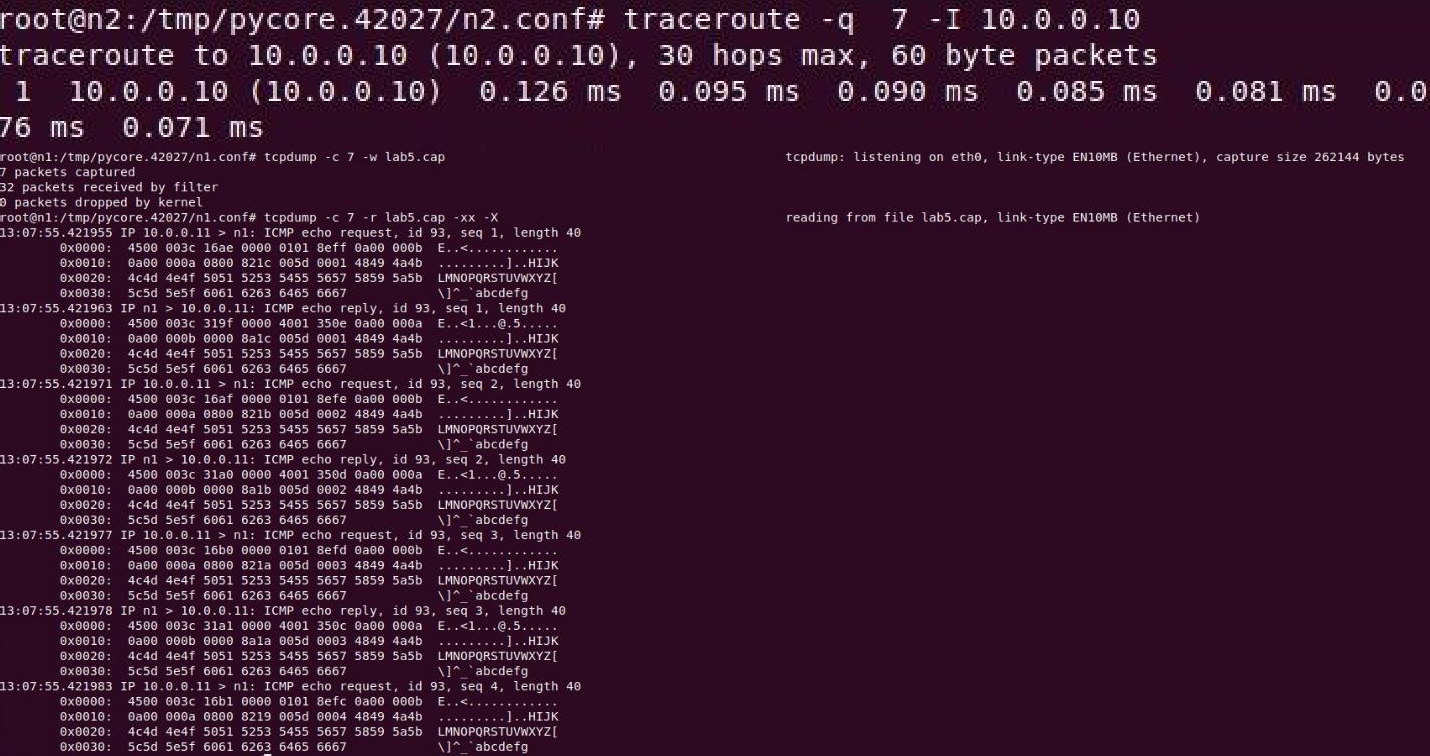 root@n2:/tmp/pycore.42027/n2.conf# traceroute -q  7 -I 10.0.0.10
traceroute to 10.0.0.10 (10.0.0.10), 30 hops max, 60 byte packets
 1  10.0.0.10 (10.0.0.10)  0.126 ms  0.095 ms  0.090 ms  0.085 ms  0.081 ms  0.0
76 ms  0.071 ms
root@n1:/tmp/pycore.42027/n1.conf# tcpdump -c 7 -w lab5.cap tcpdump: listening on eth0, link-type EN10MB (Ethernet), capture size 262144 bytes
7 packets captured
32 packets received by filter
0 packets dropped by kernel
root@n1:/tmp/pycore.42027/n1.conf# tcpdump -c 7 -r lab5.cap -xx -X reading from file lab5.cap, link-type EN10MB (Ethernet)
13:07:55.421955 IP 10.0.0.11 > n1: ICMP echo request, id 93, seq 1, length 40
0x0000:  4500 003c 16ae 0000 0101 8eff 0a00 000b  E..<............
0x0010:  0a00 000a 0800 821c 005d 0001 4849 4a4b  .........]..HIJK
0x0020:  4c4d 4e4f 5051 5253 5455 5657 5859 5a5b  LMNOPQRSTUVWXYZ[
0x0030:  5c5d 5e5f 6061 6263 6465 6667  \]^_`abcdefg
13:07:55.421963 IP n1 > 10.0.0.11: ICMP echo reply, id 93, seq 1, length 40
0x0000:  4500 003c 319f 0000 4001 350e 0a00 000a  E..<1...@.5.....
0x0010:  0a00 000b 0000 8a1c 005d 0001 4849 4a4b  .........]..HIJK
0x0020:  4c4d 4e4f 5051 5253 5455 5657 5859 5a5b  LMNOPQRSTUVWXYZ[
0x0030:  5c5d 5e5f 6061 6263 6465 6667  \]^_`abcdefg
13:07:55.421971 IP 10.0.0.11 > n1: ICMP echo request, id 93, seq 2, length 40
0x0000:  4500 003c 16af 0000 0101 8efe 0a00 000b  E..<............
0x0010:  0a00 000a 0800 821b 005d 0002 4849 4a4b  .........]..HIJK
0x0020:  4c4d 4e4f 5051 5253 5455 5657 5859 5a5b  LMNOPQRSTUVWXYZ[
0x0030:  5c5d 5e5f 6061 6263 6465 6667  \]^_`abcdefg
13:07:55.421972 IP n1 > 10.0.0.11: ICMP echo reply, id 93, seq 2, length 40
0x0000:  4500 003c 31a0 0000 4001 350d 0a00 000a  E..<1...@.5.....
0x0010:  0a00 000b 0000 8a1b 005d 0002 4849 4a4b  .........]..HIJK
0x0020:  4c4d 4e4f 5051 5253 5455 5657 5859 5a5b  LMNOPQRSTUVWXYZ[
0x0030:  5c5d 5e5f 6061 6263 6465 6667  \]^_`abcdefg
13:07:55.421977 IP 10.0.0.11 > n1: ICMP echo request, id 93, seq 3, length 40
0x0000:  4500 003c 16b0 0000 0101 8efd 0a00 000b  E..<............
0x0010:  0a00 000a 0800 821a 005d 0003 4849 4a4b  .........]..HIJK
0x0020:  4c4d 4e4f 5051 5253 5455 5657 5859 5a5b  LMNOPQRSTUVWXYZ[
0x0030:  5c5d 5e5f 6061 6263 6465 6667  \]^_`abcdefg
13:07:55.421978 IP n1 > 10.0.0.11: ICMP echo reply, id 93, seq 3, length 40
0x0000:  4500 003c 31a1 0000 4001 350c 0a00 000a  E..<1...@.5.....
0x0010:  0a00 000b 0000 8a1a 005d 0003 4849 4a4b  .........]..HIJK
0x0020:  4c4d 4e4f 5051 5253 5455 5657 5859 5a5b  LMNOPQRSTUVWXYZ[
0x0030:  5c5d 5e5f 6061 6263 6465 6667  \]^_`abcdefg
13:07:55.421983 IP 10.0.0.11 > n1: ICMP echo request, id 93, seq 4, length 40
0x0000:  4500 003c 16b1 0000 0101 8efc 0a00 000b  E..<............
0x0010:  0a00 000a 0800 8219 005d 0004 4849 4a4b  .........]..HIJK
0x0020:  4c4d 4e4f 5051 5253 5455 5657 5859 5a5b  LMNOPQRSTUVWXYZ[
0x0030:  5c5d 5e5f 6061 6263 6465 6667  \]^_`abcdefg